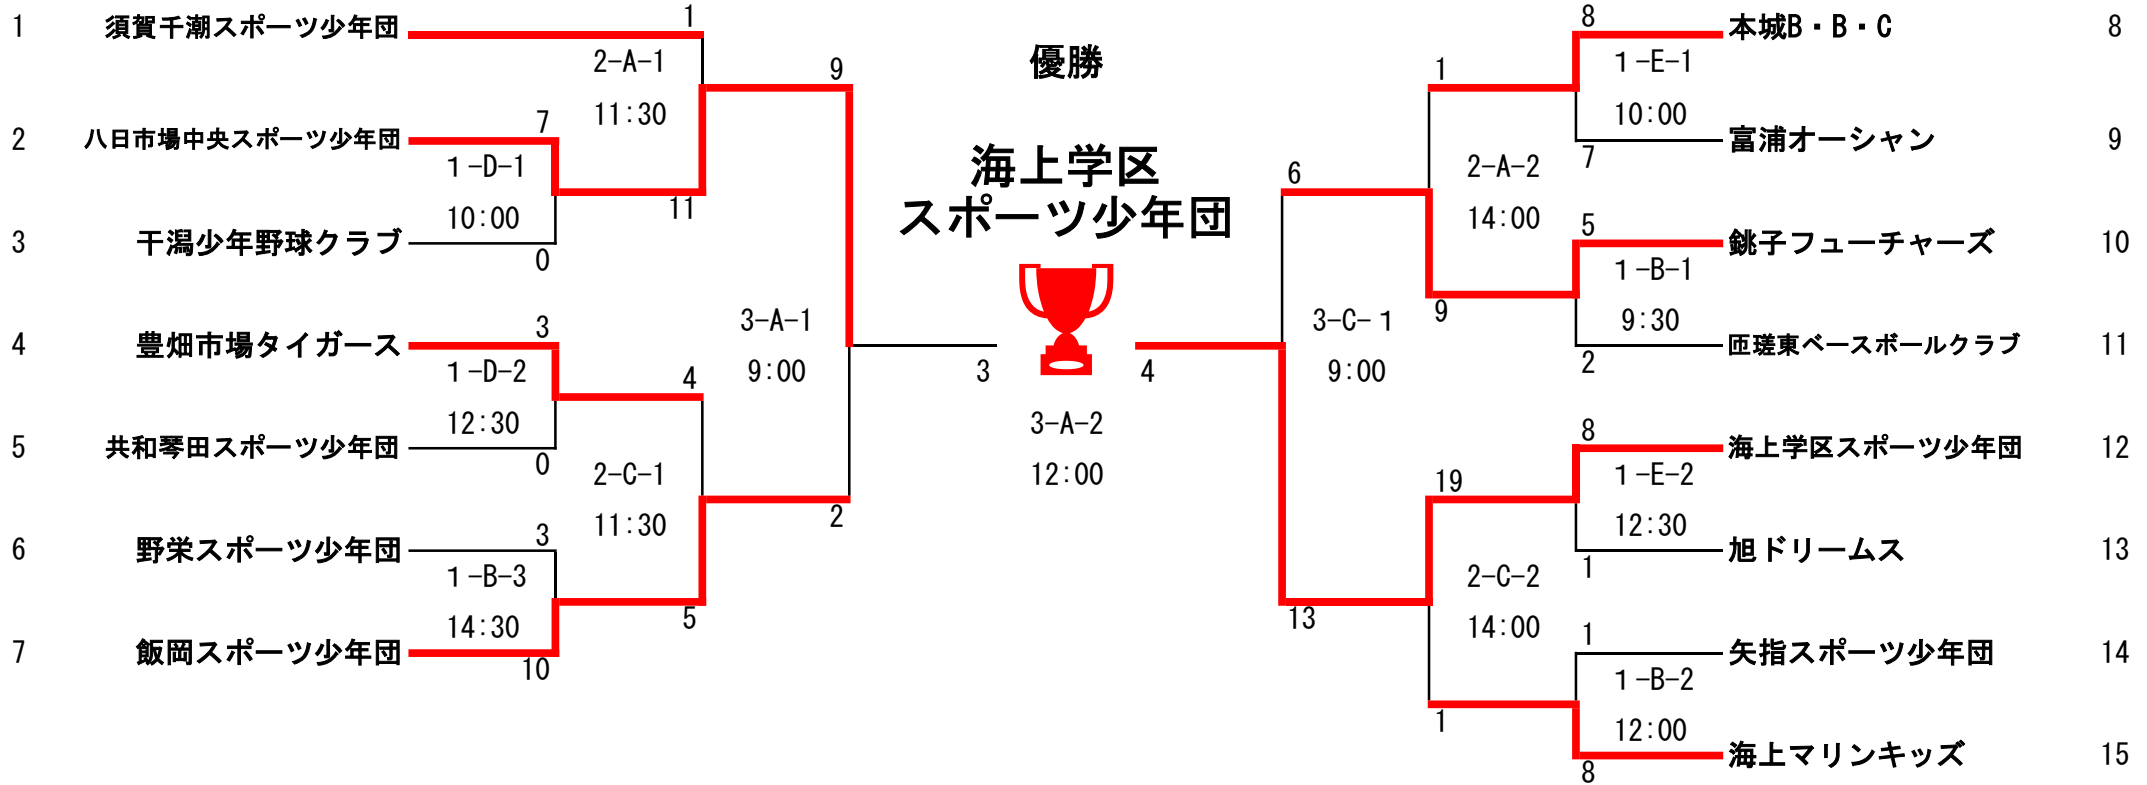 1 須賀千潮スポーツ少年団 1
2-A-1
11:30
9
2 八日市場中央スポーツ少年団 7
1-D-1
10:00
11
3 干潟少年野球クラブ 0
3-A-1
9:00
4 豊畑市場タイガース 3
1-D-2
12:30
4
5 共和琴田スポーツ少年団 0
2-C-1
11:30
2
6 野栄スポーツ少年団 3
1-B-3
14:30
5
7 飯岡スポーツ少年団 10
優勝
海上学区
スポーツ少年団
3 4
3-A-2
12:00
8 本城B・B・C 8
1
1-E-1
10:00
7 富浦オーシャン 9
6
2-A-2
14:00
5 銚子フューチャーズ 10
1-B-1
9:30
9
2 匝瑳東ベースボールクラブ 11
3-C-1
9:00
8 海上学区スポーツ少年団 12
19
1-E-2
12:30
1 旭ドリームス 13
13
2-C-2
14:00
1 矢指スポーツ少年団 14
1-B-2
12:00
1
8 海上マリンキッズ 15